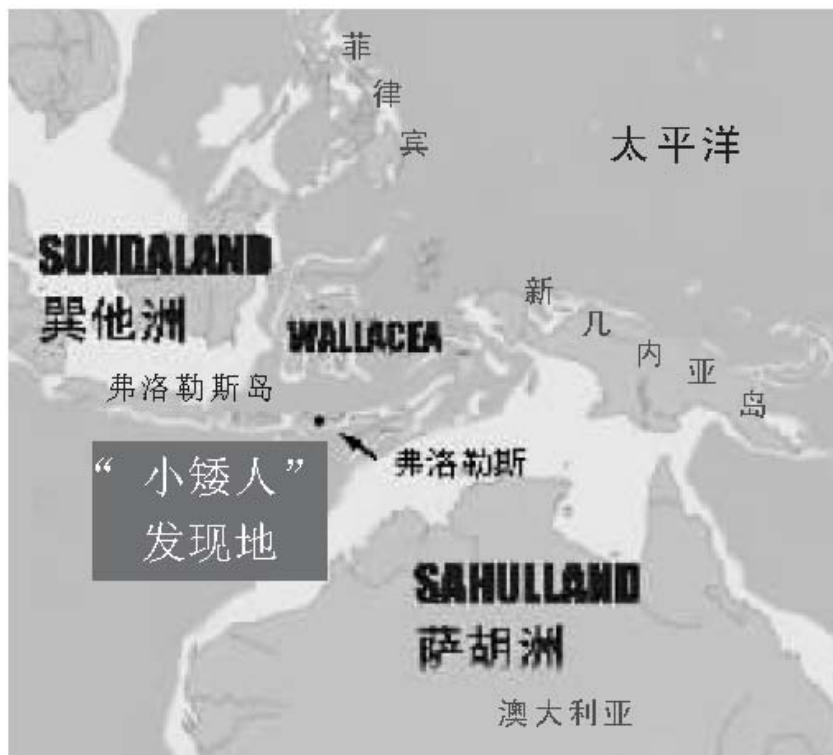 菲律宾
太平洋
SUNDALAND
巽他洲
新几内亚岛
WALLACEA
弗洛勒斯岛
“小矮人”
发现地
弗洛勒斯
SAHULLAND
萨胡洲
澳大利亚